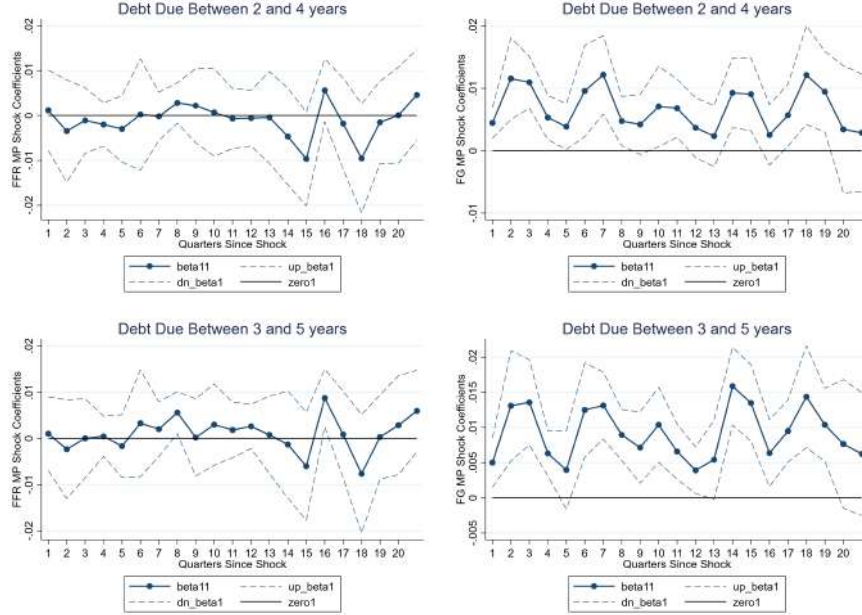 Debt Due Between 2 and 4 years
FFR MP Shock Coefficients
.02
.01
0
-.01
-.02
1 2 3 4 5 6 7 8 9 10 11 12 13 14 15 16 17 18 19 20
Quarters Since Shock
beta11 up_beta1
dn_beta1 zero1
Debt Due Between 2 and 4 years
FG MP Shock Coefficients
.02
.01
0
-.01
1 2 3 4 5 6 7 8 9 10 11 12 13 14 15 16 17 18 19 20
Quarters Since Shock
beta11 up_beta1
dn_beta1 zero1
Debt Due Between 3 and 5 years
FFR MP Shock Coefficients
.02
.01
0
-.01
-.02
1 2 3 4 5 6 7 8 9 10 11 12 13 14 15 16 17 18 19 20
Quarters Since Shock
beta11 up_beta1
dn_beta1 zero1
Debt Due Between 3 and 5 years
FG MP Shock Coefficients
.02
.015
.01
.005
0
-.005
1 2 3 4 5 6 7 8 9 10 11 12 13 14 15 16 17 18 19 20
Quarters Since Shock
beta11 up_beta1
dn_beta1 zero1